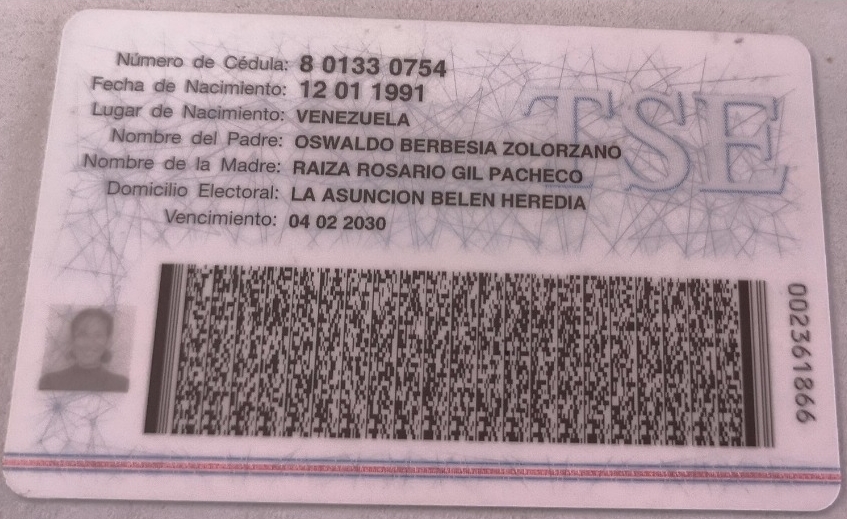 Número de Cédula: 8 0133 0754
Fecha de Nacimiento: 12 01 1991
Lugar de Nacimiento: VENEZUELA
Nombre del Padre: OSWALDO BERBESIA ZOLORZANO
Nombre de la Madre: RAIZA ROSARIO GIL PACHECO
Domicilio Electoral: LA ASUNCION BELEN HEREDIA
Vencimiento: 04 02 2030
TSE
002361866